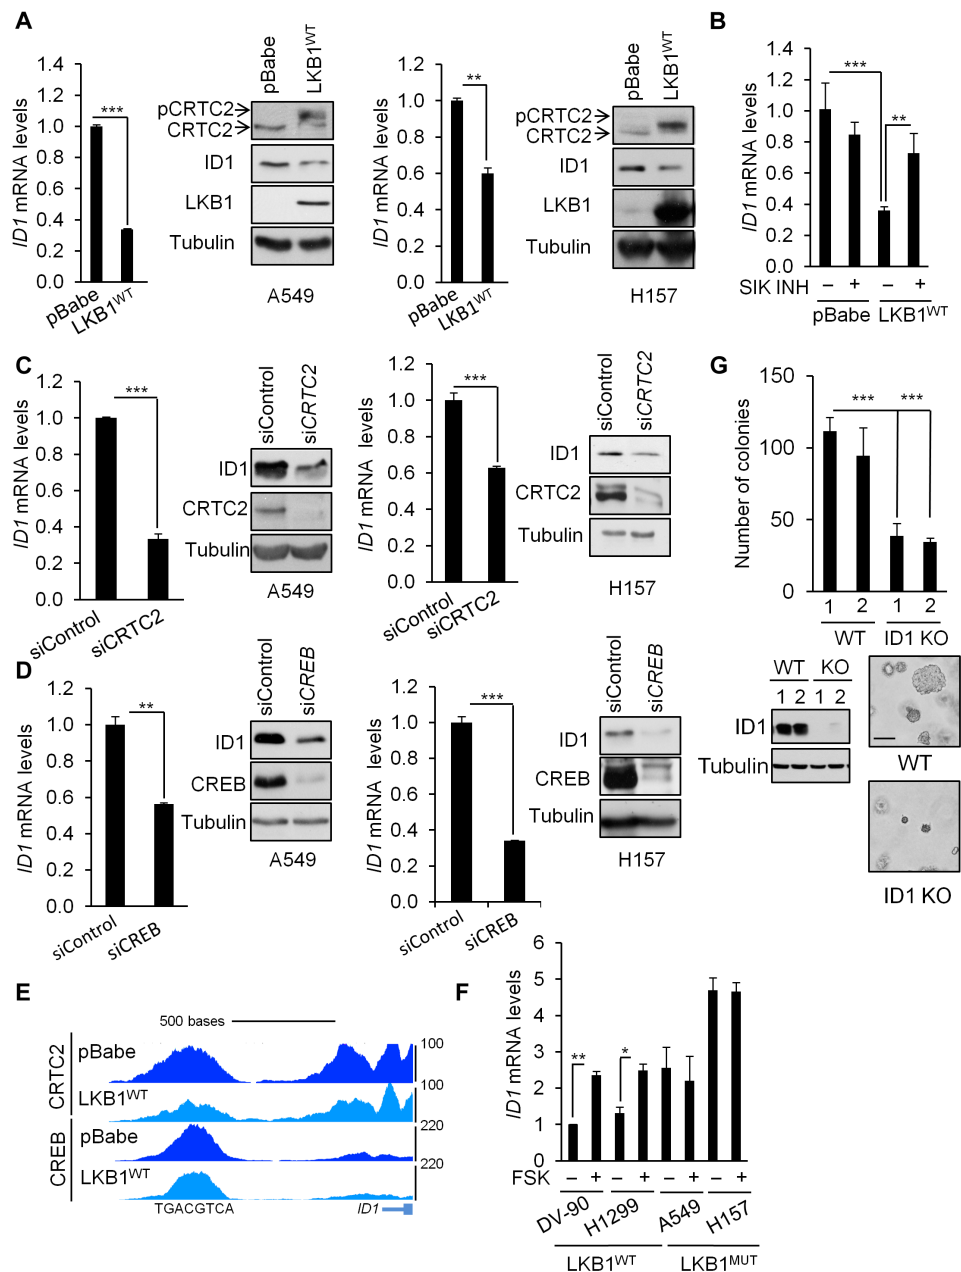 A
1.4
1.2
1.0
0.8
0.6
0.4
0.2
0.0
ID1 mRNA levels
***
pBabe
LKB1WT
pBabe
LKB1WT
pCRTC2
CRTC2
ID1
LKB1
Tubulin
A549
1.2
1.0
0.8
0.6
0.4
0.2
0.0
ID1 mRNA levels
**
pBabe
LKB1WT
pBabe
LKB1WT
pCRTC2
CRTC2
ID1
LKB1
Tubulin
H157
B
1.4
1.2
1.0
0.8
0.6
0.4
0.2
0.0
ID1 mRNA levels
***
**
SIK INH
– + – +
pBabe
LKB1WT
C
1.2
1.0
0.8
0.6
0.4
0.2
0.0
ID1 mRNA levels
***
siControl
siCRTC2
siControl
siCRTC2
ID1
CRTC2
Tubulin
A549
1.2
1.0
0.8
0.6
0.4
0.2
0.0
ID1 mRNA levels
***
siControl
siCRTC2
siControl
siCRTC2
ID1
CRTC2
Tubulin
H157
D
1.2
1.0
0.8
0.6
0.4
0.2
0.0
ID1 mRNA levels
**
siControl
siCREB
siControl
siCREB
ID1
CREB
Tubulin
A549
1.2
1.0
0.8
0.6
0.4
0.2
0.0
ID1 mRNA levels
***
siControl
siCREB
siControl
siCREB
ID1
CREB
Tubulin
H157
G
150
100
50
0
Number of colonies
*** ***
1 2 1 2
WT ID1 KO
WT KO
1 2 1 2
ID1
Tubulin
WT
ID1 KO
E
500 bases
CRTC2
pBabe
100
LKB1WT
100
CREB
pBabe
220
LKB1WT
220
TGACGTCA
ID1
F
6
5
4
3
2
1
0
ID1 mRNA levels
**
*
FSK
– + – + – + – +
DV-90
H1299
A549
H157
LKB1WT
LKB1MUT